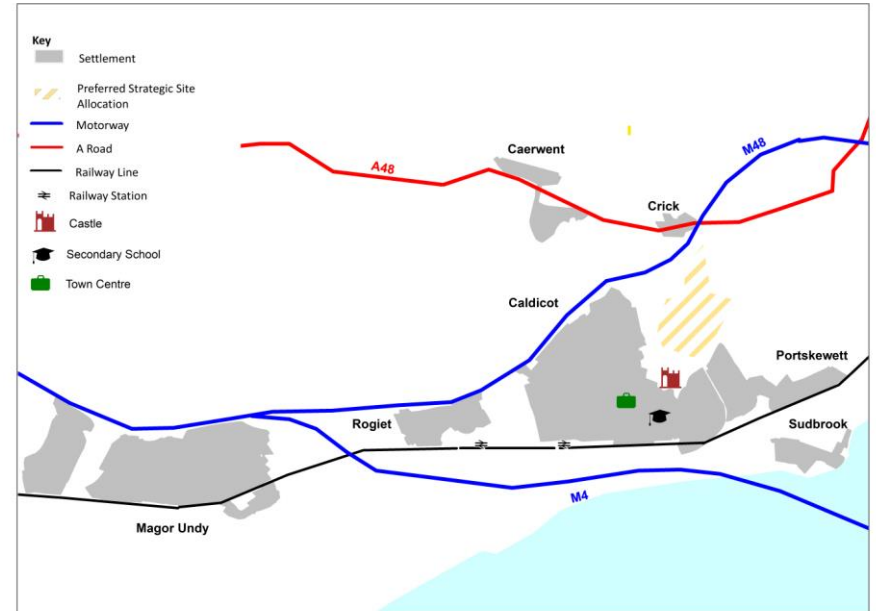 Key
Settlement
Preferred Strategic Site
Allocation
Motorway
A Road
Railway Line
Railway Station
Castle
Secondary School
Town Centre
Caerwent
M48
A48
Crick
Caldicot
Portskewett
Rogiet
Sudbrook
M4
Magor Undy